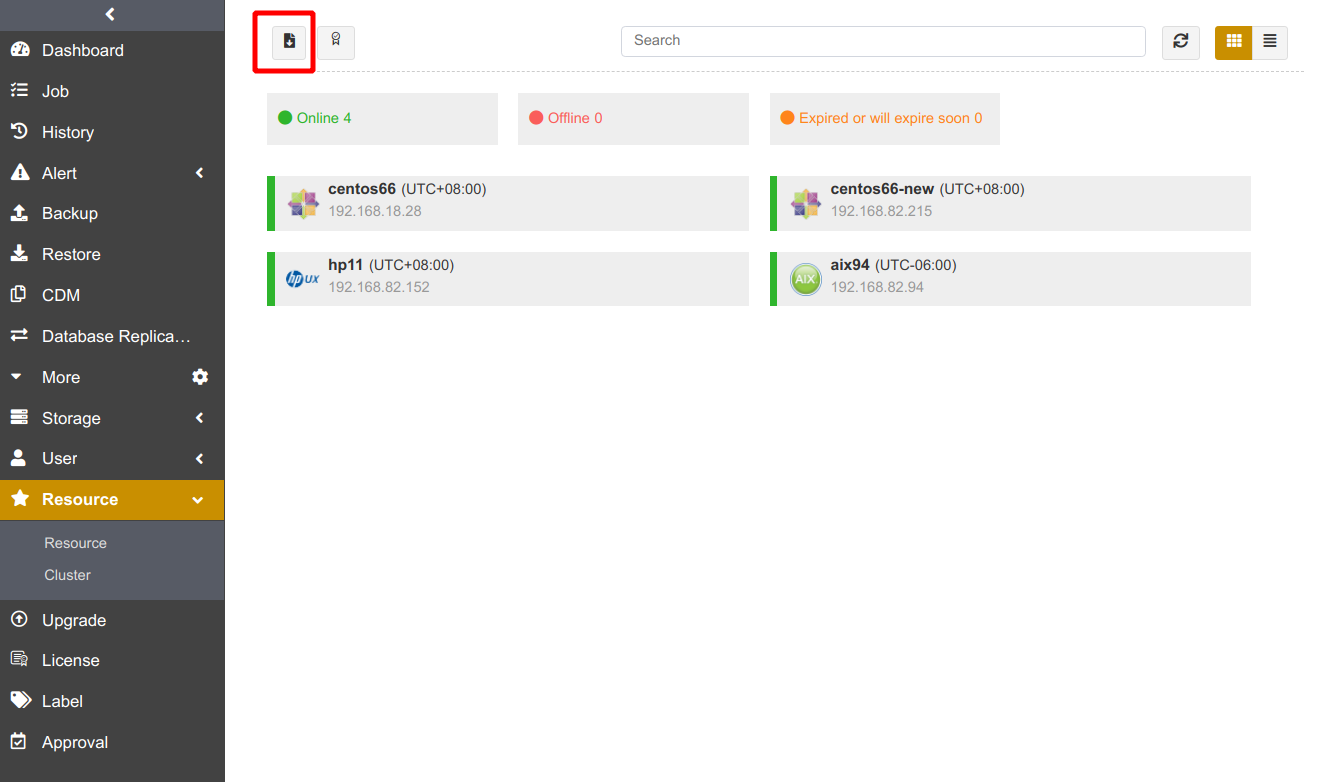 Dashboard
Job
History
Alert
Backup
Restore
CDM
Database Replica…
More
Storage
User
Resource
Resource
Cluster
Upgrade
License
Label
Approval
Search
Online 4
Offline 0
Expired or will expire soon 0
centos66 (UTC+08:00)
192.168.18.28
centos66-new (UTC+08:00)
192.168.82.215
hp UX
hp11 (UTC+08:00)
192.168.82.152
AIX
aix94 (UTC-06:00)
192.168.82.94